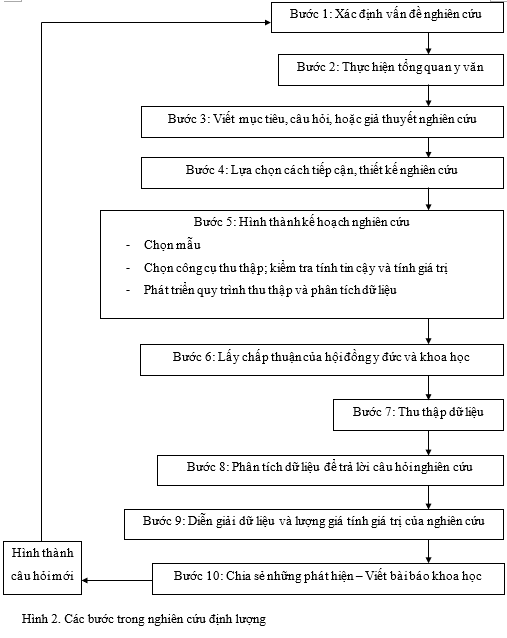 Bước 1: Xác định vấn đề nghiên cứu
Bước 2: Thực hiện tổng quan y văn
Bước 3: Viết mục tiêu, câu hỏi, hoặc giả thuyết nghiên cứu
Bước 4: Lựa chọn cách tiếp cận, thiết kế nghiên cứu
Bước 5: Hình thành kế hoạch nghiên cứu
- Chọn mẫu
- Chọn công cụ thu thập; kiểm tra tính tin cậy và tính giá trị
- Phát triển quy trình thu thập và phân tích dữ liệu
Bước 6: Lấy chấp thuận của hội đồng y đức và khoa học
Bước 7: Thu thập dữ liệu
Bước 8: Phân tích dữ liệu để trả lời câu hỏi nghiên cứu
Bước 9: Diễn giải dữ liệu và lượng giá tính giá trị của nghiên cứu
Bước 10: Chia sẻ những phát hiện – Viết bài báo khoa học
Hình thành
câu hỏi mới
Hình 2. Các bước trong nghiên cứu định lượng